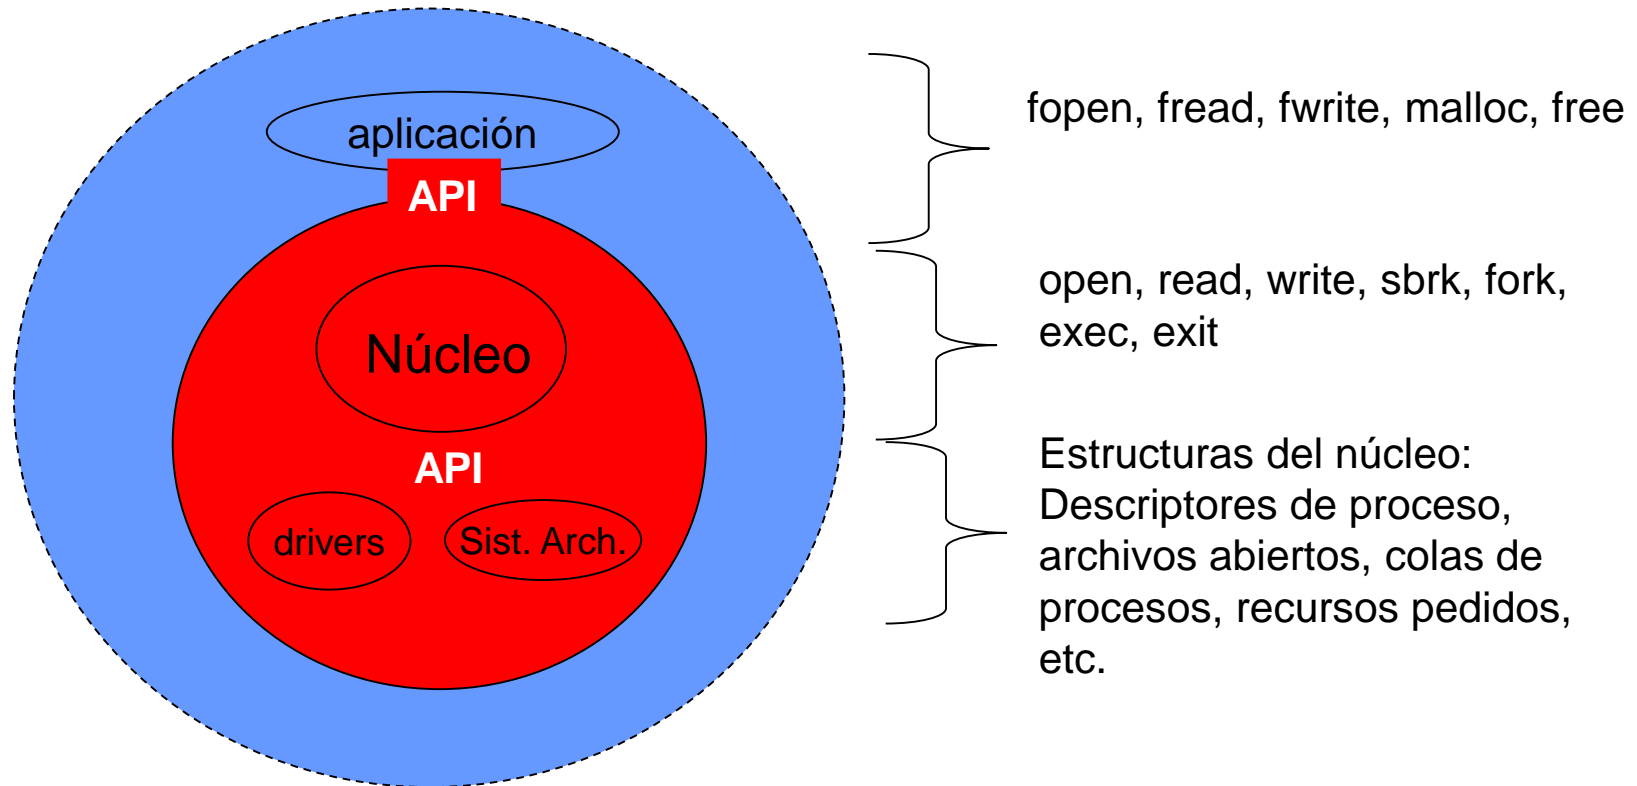 aplicación
API
Núcleo
API
drivers
Sist. Arch.
fopen, fread, fwrite, malloc, free
open, read, write, sbrk, fork,
exec, exit
Estructuras del núcleo:
Descriptores de proceso,
archivos abiertos, colas de
procesos, recursos pedidos,
etc.